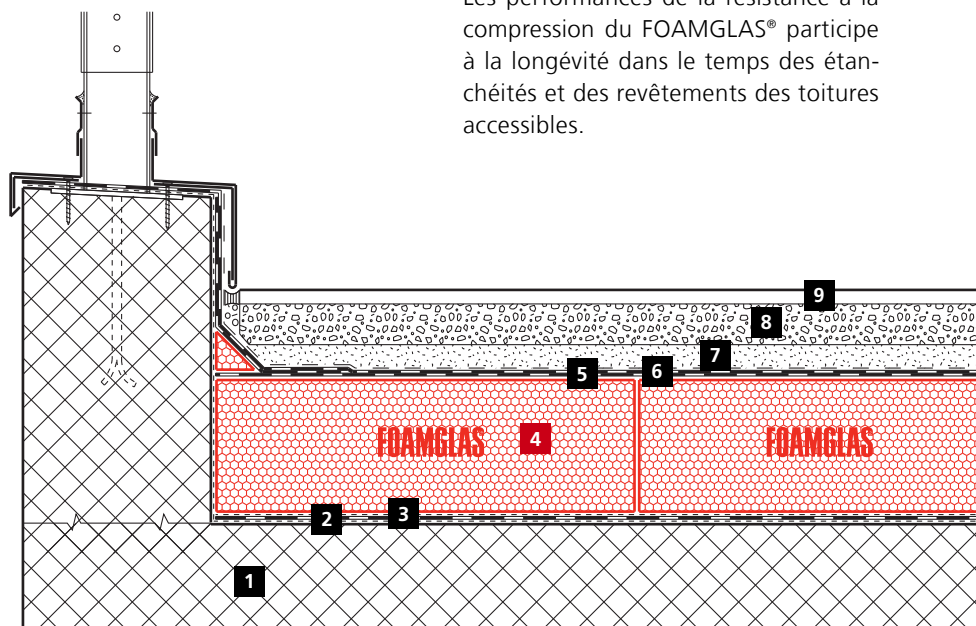 Les performances de la résistance à la
compression du FOAMGLAS® participe
à la longévité dans le temps des étan-
chéités et des revêtements des toitures
accessibles.
9
8
7
5 6
FOAMGLAS 4 FOAMGLAS
2 3
1